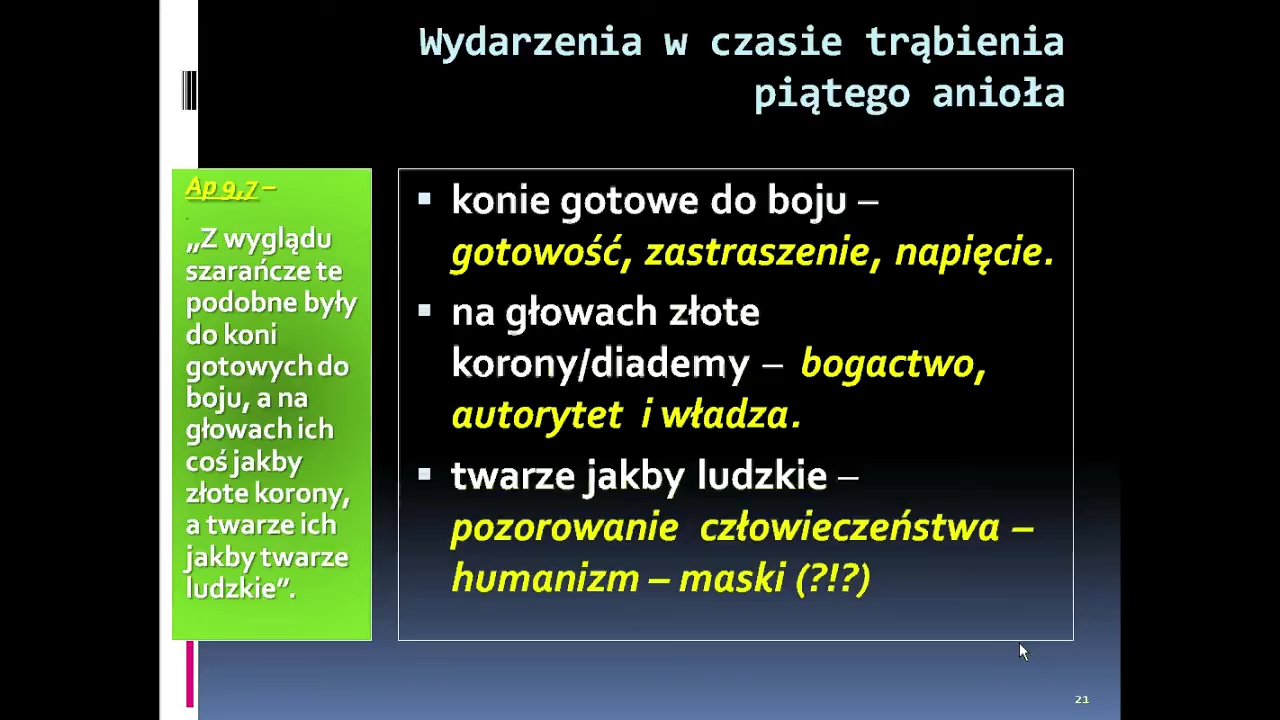 Wydarzenia w czasie trąbienia
piątego anioła
Ap 9,7 –
„Z wyglądu
szarańcze te
podobne były
do koni
gotowych do
boju, a na
głowach ich
coś jakby
złote korony,
a twarze ich
jakby twarze
ludzkie”.
▪ konie gotowe do boju –
gotowość, zastraszenie, napięcie.
▪ na głowach złote
korony/diademy – bogactwo,
autorytet i władza.
▪ twarze jakby ludzkie –
pozorowanie człowieczeństwa –
humanizm – maski (?!?)
21